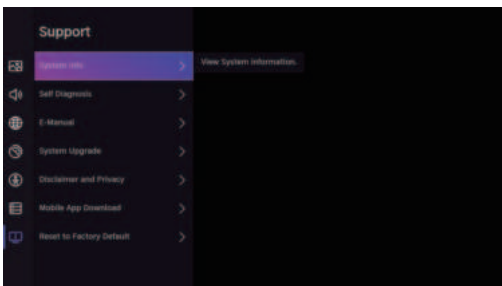 Support
System Info
View System Information.
Self Diagnosis
E-Manual
System Upgrade
Disclaimer and Privacy
Mobile App Download
Reset to Factory Default